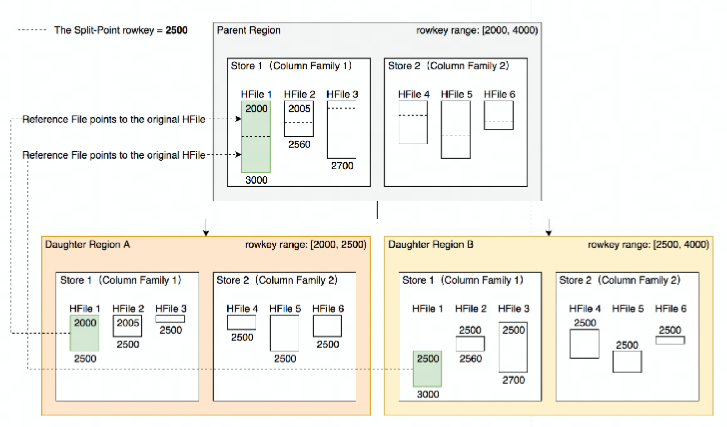 The Split-Point rowkey = 2500
Parent Region
rowkey range: [2000, 4000)
Store 1（Column Family 1）
Store 2（Column Family 2）
HFile 1 HFile 2 HFile 3
HFile 4 HFile 5 HFile 6
2000 2005
Reference File points to the original HFile
2560
Reference File points to the original HFile
2700
3000
Daughter Region A
rowkey range: [2000, 2500)
Store 1（Column Family 1）
Store 2（Column Family 2）
HFile 1 HFile 2 HFile 3
HFile 4 HFile 5 HFile 6
2000 2005 2500
2500
2500
2500 2500
2500
Daughter Region B
rowkey range: [2500, 4000)
Store 1（Column Family 1）
Store 2（Column Family 2）
HFile 1 HFile 2 HFile 3
HFile 4 HFile 5 HFile 6
2500 2500
2500 2560
2700
3000
2500
2500
2500